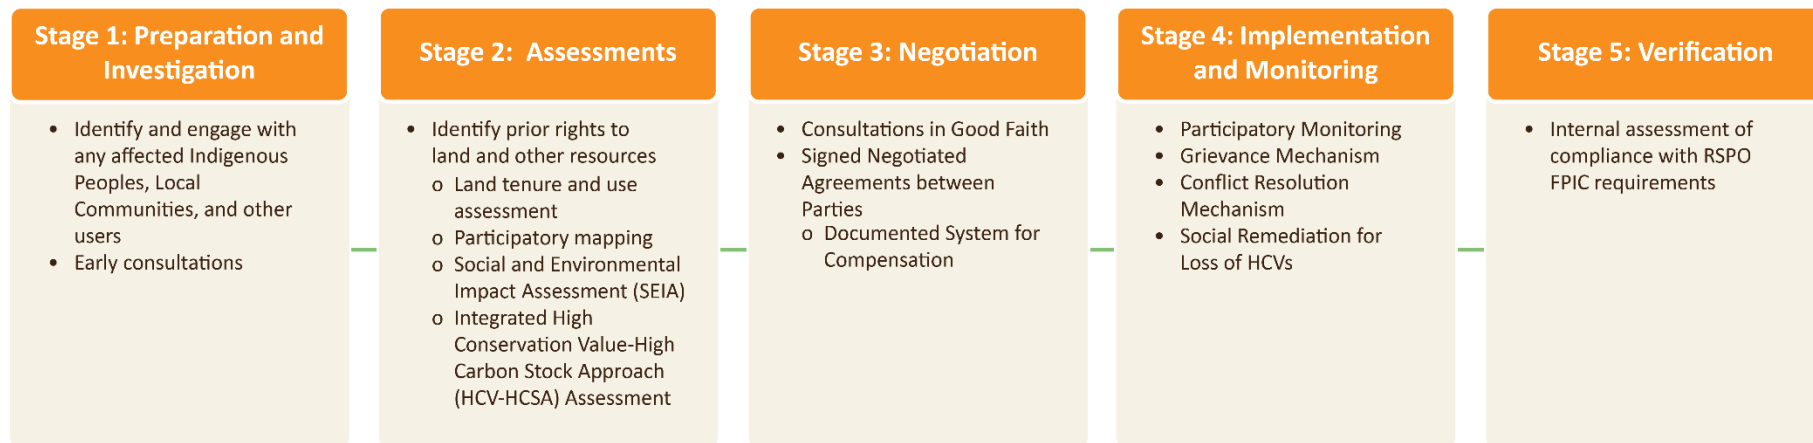 Stage 1: Preparation and
Investigation
• Identify and engage with
any affected Indigenous
Peoples, Local
Communities, and other
users
• Early consultations
Stage 2: Assessments
• Identify prior rights to
land and other resources
o Land tenure and use
assessment
o Participatory mapping
o Social and Environmental
Impact Assessment (SEIA)
o Integrated High
Conservation Value-High
Carbon Stock Approach
(HCV-HCSA) Assessment
Stage 3: Negotiation
• Consultations in Good Faith
• Signed Negotiated
Agreements between
Parties
o Documented System for
Compensation
Stage 4: Implementation
and Monitoring
• Participatory Monitoring
• Grievance Mechanism
• Conflict Resolution
Mechanism
• Social Remediation for
Loss of HCVs
Stage 5: Verification
• Internal assessment of
compliance with RSPO
FPIC requirements